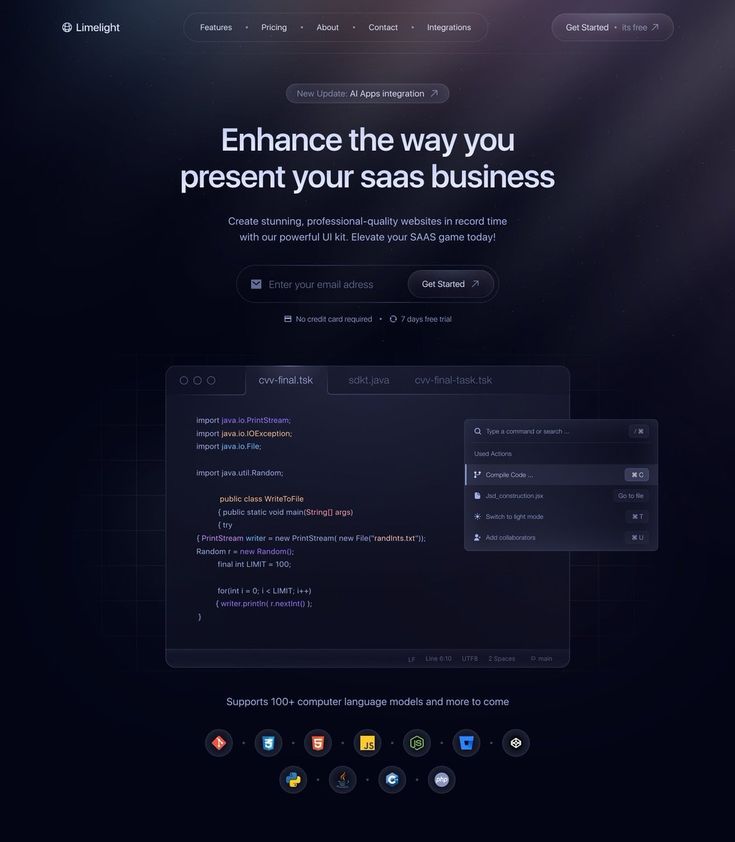 Limelight
Features • Pricing • About • Contact • Integrations
Get Started • its free
New Update: AI Apps integration
Enhance the way you
present your saas business
Create stunning, professional-quality websites in record time
with our powerful UI kit. Elevate your SAAS game today!
Enter your email adress
Get Started
No credit card required • 7 days free trial
cvv-final.tsk
sdkt.java
cvv-final-task.tsk
import java.io.PrintStream;
import java.io.IOException;
import java.io.File;
import java.util.Random;
public class WriteToFile
{ public static void main(String[] args)
{ try
{ PrintStream writer = new PrintStream( new File("randInts.txt"));
Random r = new Random();
final int LIMIT = 100;
for(int i = 0; i < LIMIT; i++)
{ writer.println( r.nextInt() );
}
Type a command or search ...
/ ⌘
Used Actions
Compile Code ...
⌘ C
Jsd_construction.jsx
Go to file
Switch to light mode
⌘ T
Add collaborators
⌘ U
LF
Line 6:10
UTF8
2 Spaces
main
Supports 100+ computer language models and more to come
3
5
JS
JS
C++
php